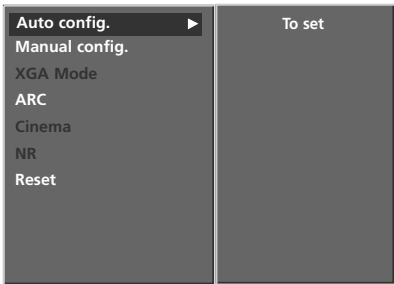 Auto config. ▶ To set
Manual config.
XGA Mode
ARC
Cinema
NR
Reset